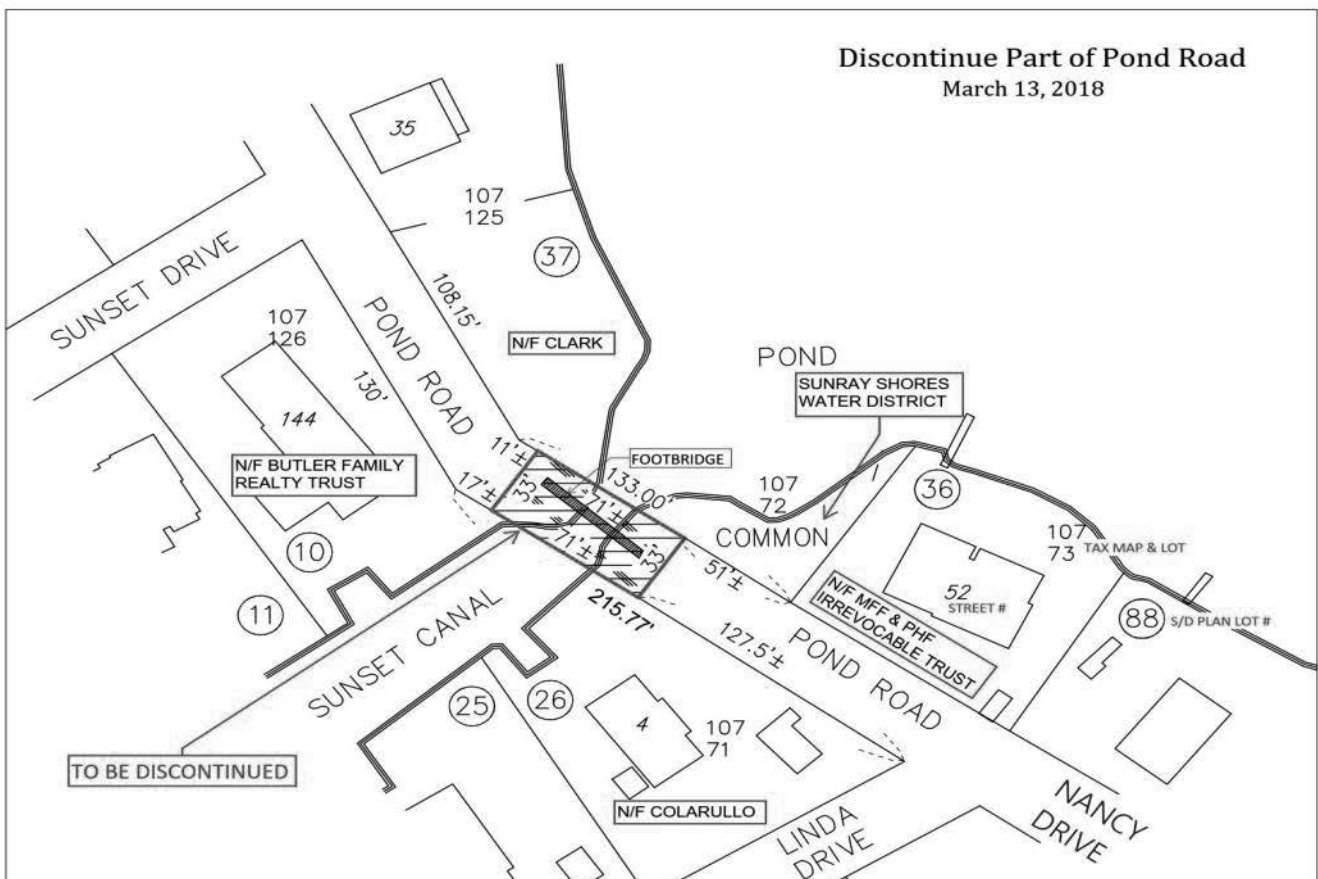 Discontinue Part of Pond Road
March 13, 2018
35
107
125
37
SUNSET DRIVE
108.15'
POND ROAD
107
126
130'
144
N/F CLARK
POND
SUNRAY SHORES
WATER DISTRICT
N/F BUTLER FAMILY
REALTY TRUST
11'±
17'±
33'
FOOTBRIDGE
133.00'
71'±
71'±
33'
107
72
COMMON
36
107
73
TAX MAP & LOT
52
STREET #
88
S/D PLAN LOT #
N/F MFF & PHF
IRREVOCABLE TRUST
51'±
215.77'
127.5'±
POND ROAD
10
11
SUNSET CANAL
25
26
4
107
71
TO BE DISCONTINUED
N/F COLARULLO
LINDA
DRIVE
NANCY
DRIVE